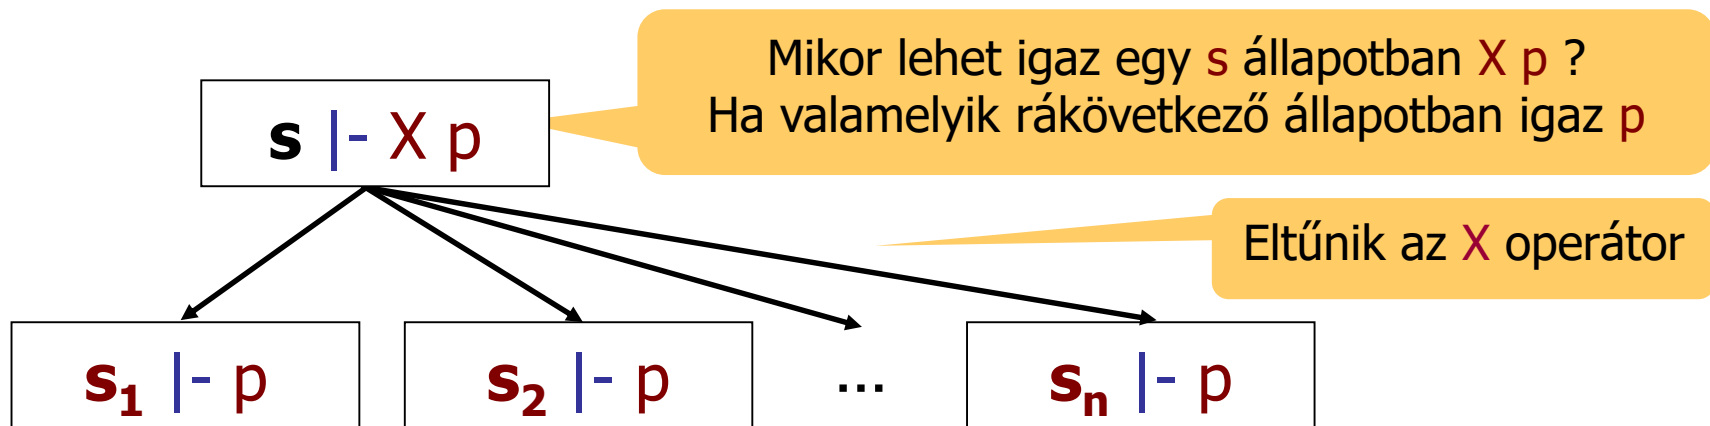 Mikor lehet igaz egy s állapotban X p ?
Ha valamelyik rákövetkező állapotban igaz p
s |- X p
Eltűnik az X operátor
s₁ |- p
s₂ |- p
...
sₙ |- p